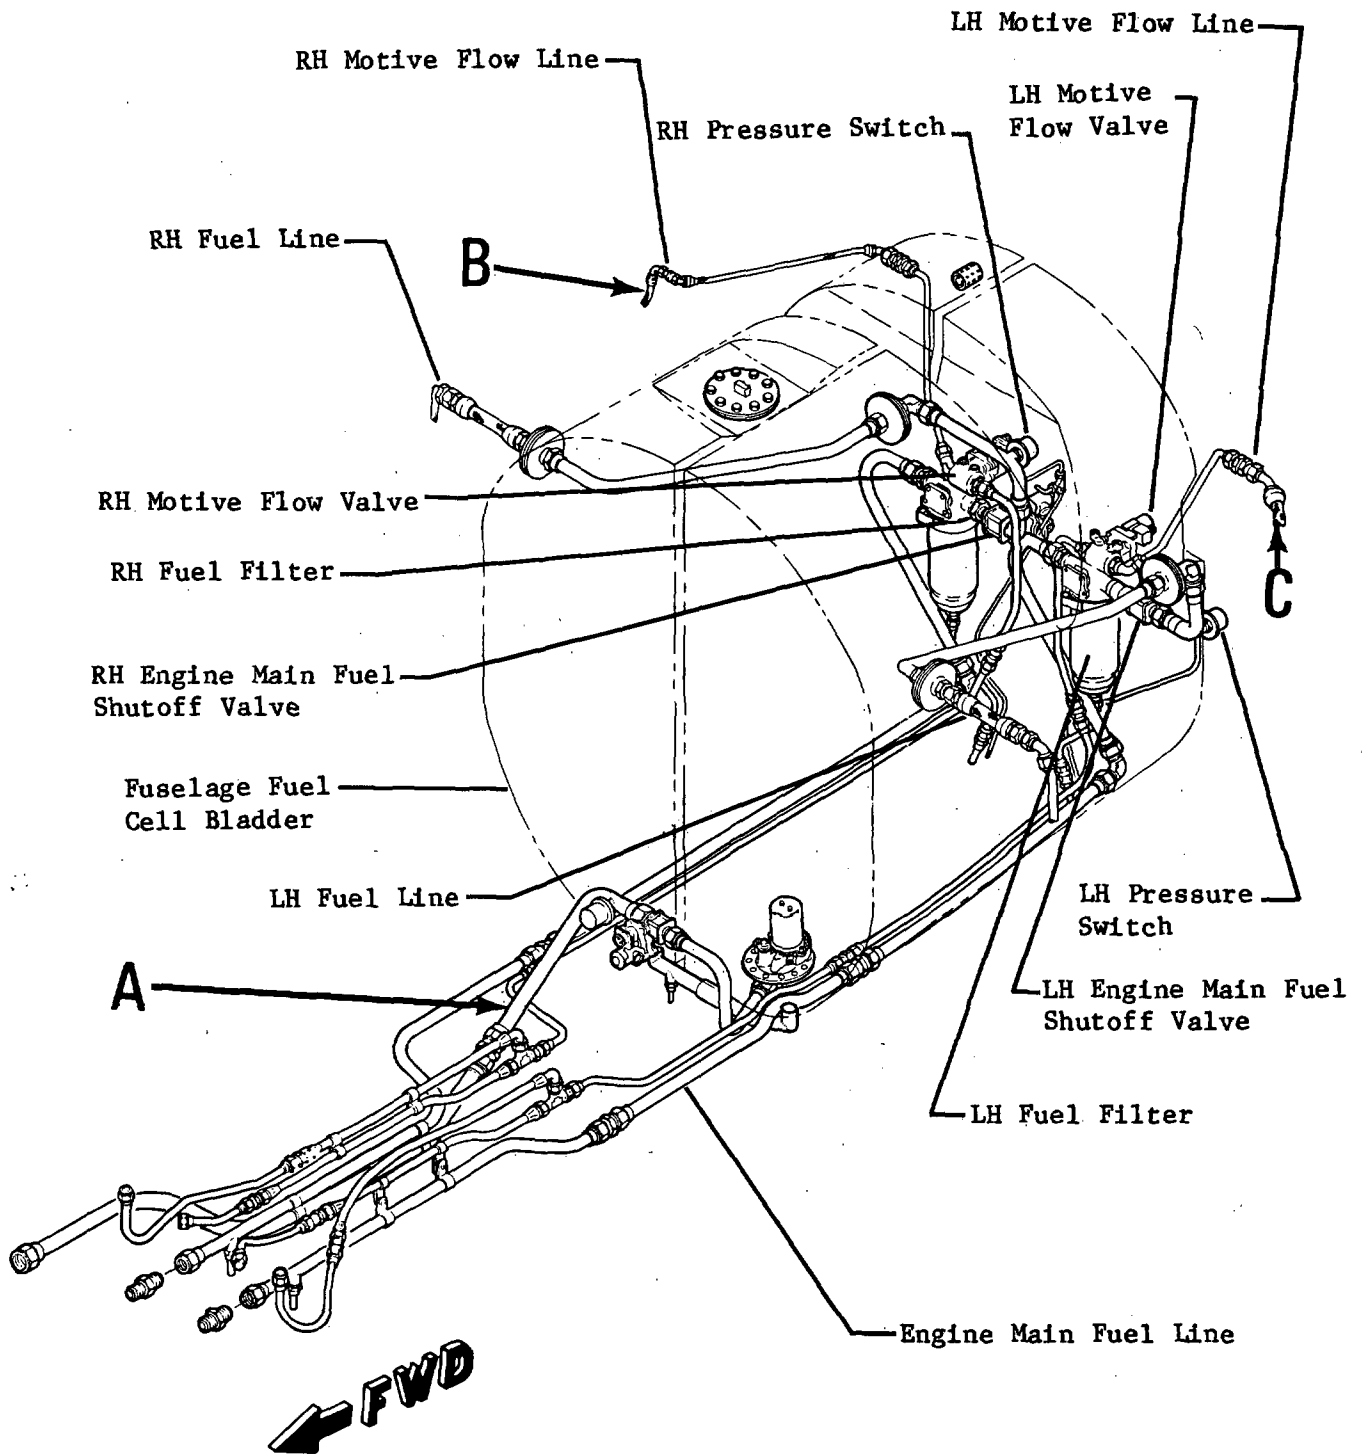 LH Motive Flow Line
RH Motive Flow Line
LH Motive
Flow Valve
RH Pressure Switch
RH Fuel Line
B
RH Motive Flow Valve
RH Fuel Filter
C
RH Engine Main Fuel
Shutoff Valve
Fuselage Fuel
Cell Bladder
LH Fuel Line
LH Pressure
Switch
A
LH Engine Main Fuel
Shutoff Valve
LH Fuel Filter
Engine Main Fuel Line
FWD